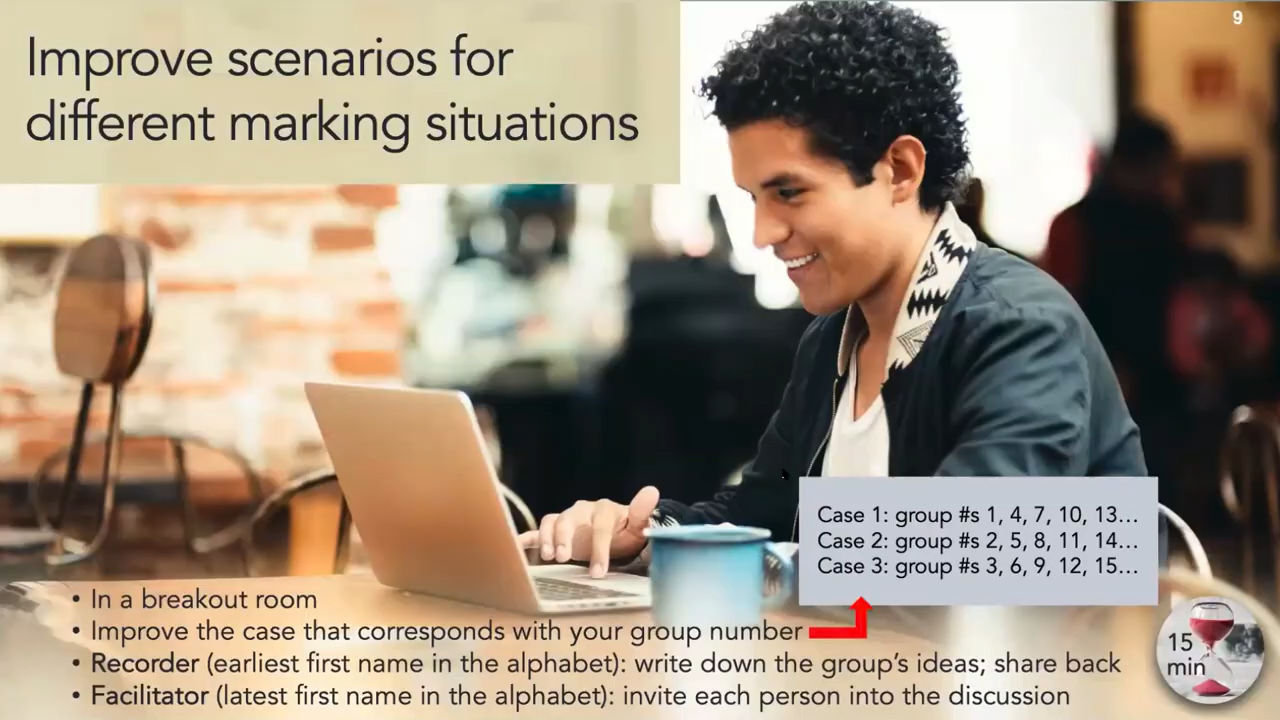 9
Improve scenarios for
different marking situations
Case 1: group #s 1, 4, 7, 10, 13...
Case 2: group #s 2, 5, 8, 11, 14...
Case 3: group #s 3, 6, 9, 12, 15...
• In a breakout room
• Improve the case that corresponds with your group number
• Recorder (earliest first name in the alphabet): write down the group's ideas; share back
• Facilitator (latest first name in the alphabet): invite each person into the discussion
15
min